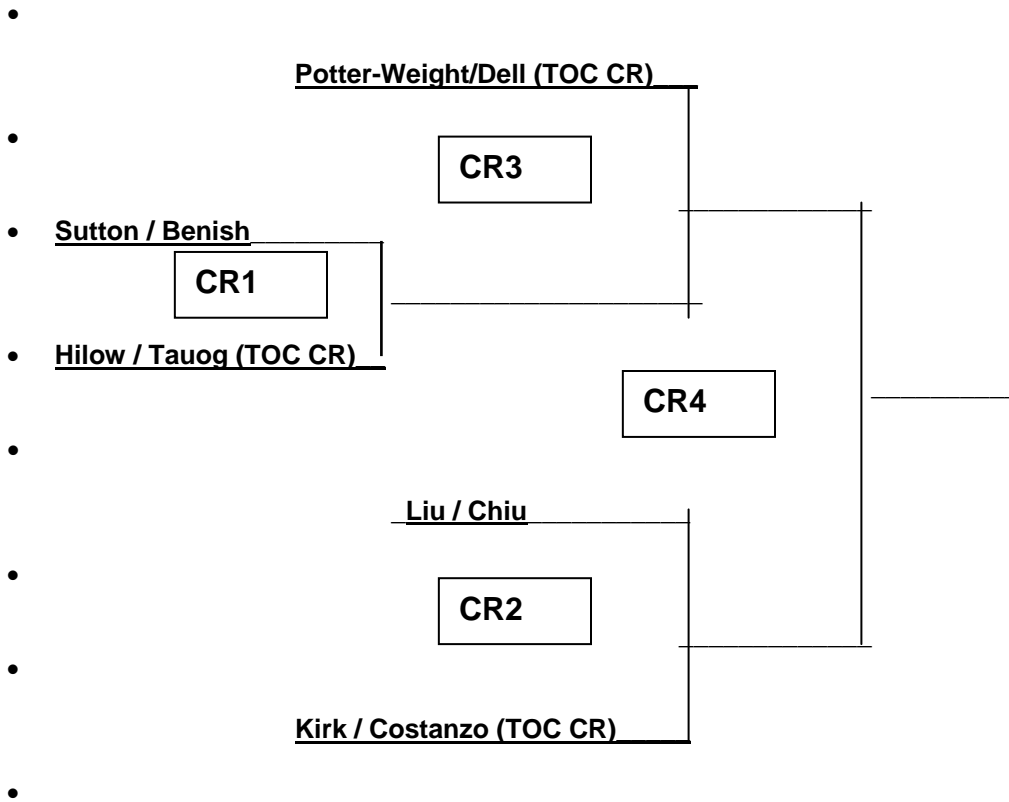 Potter-Weight/Dell (TOC CR)
CR3
Sutton / Benish
CR1
Hilow / Tauog (TOC CR)
CR4
Liu / Chiu
CR2
Kirk / Costanzo (TOC CR)